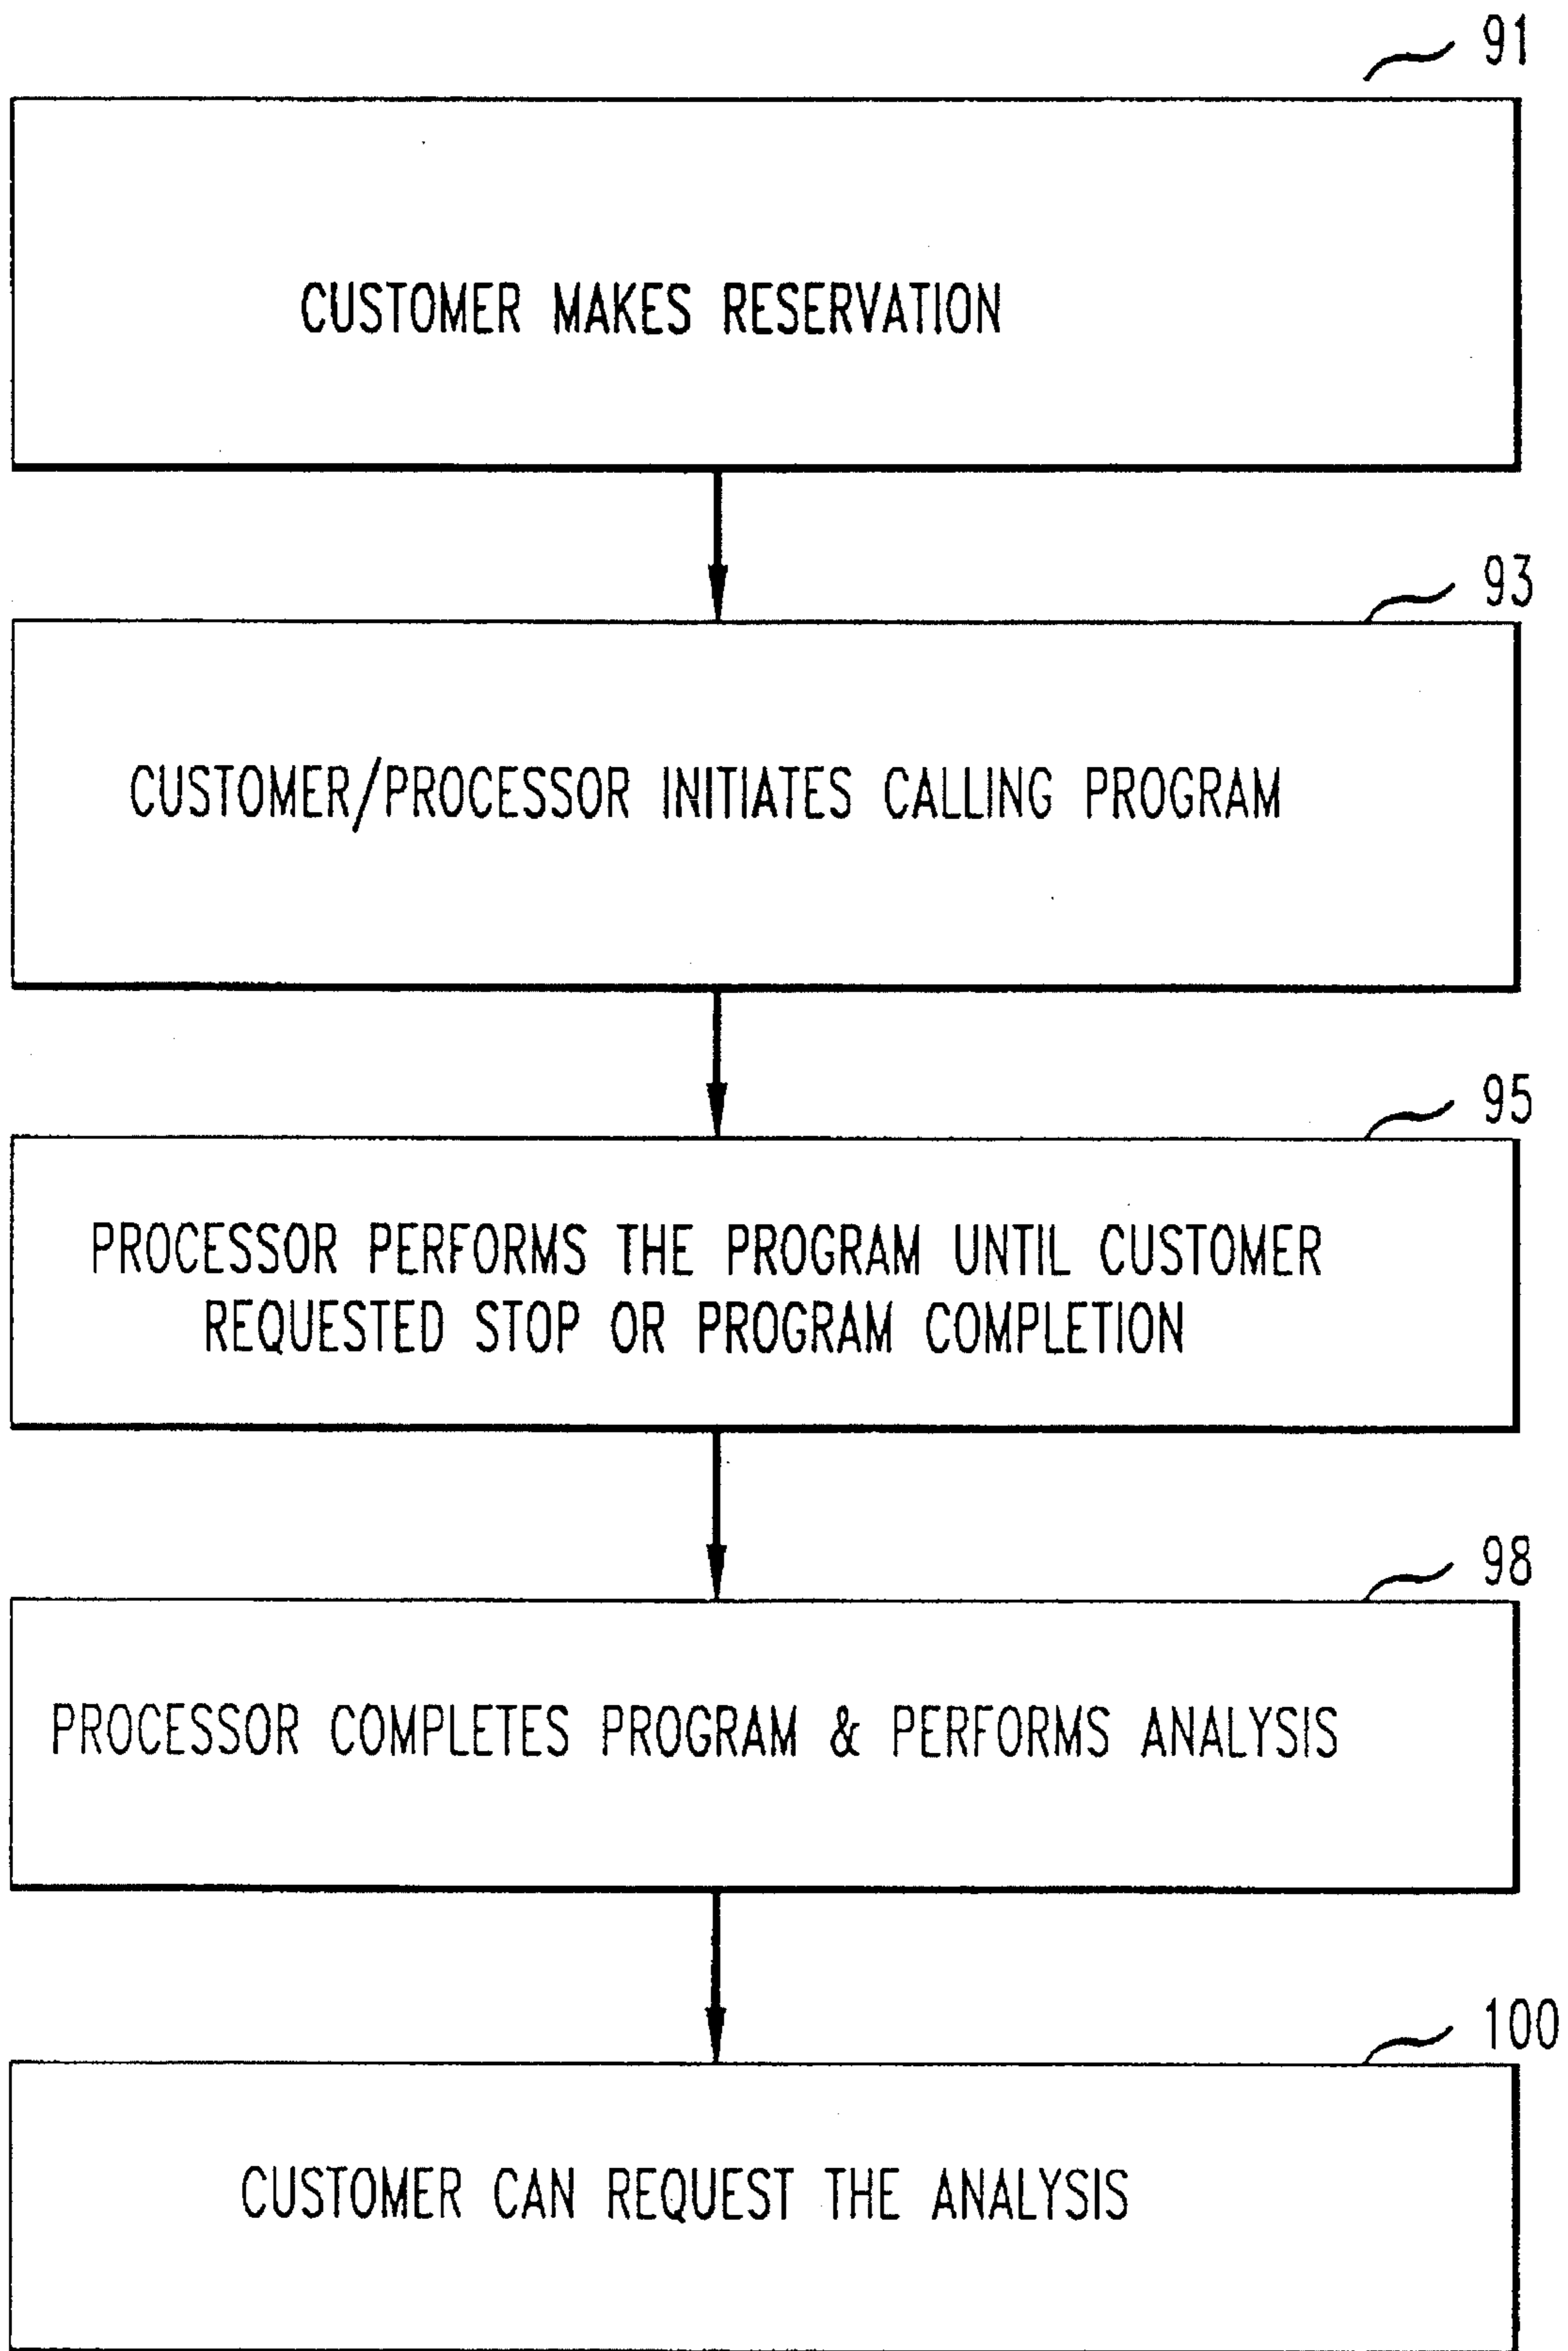 91
CUSTOMER MAKES RESERVATION
93
CUSTOMER/PROCESSOR INITIATES CALLING PROGRAM
95
PROCESSOR PERFORMS THE PROGRAM UNTIL CUSTOMER
REQUESTED STOP OR PROGRAM COMPLETION
98
PROCESSOR COMPLETES PROGRAM & PERFORMS ANALYSIS
100
CUSTOMER CAN REQUEST THE ANALYSIS